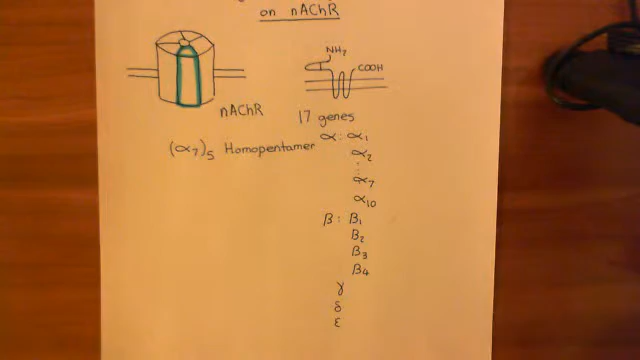 on nAChR
NH₂
COOH
nAChR
17 genes
(α₇)₅ Homopentamer
α : α₁
α₂
⋮
α₇
α₁₀
β : β₁
β₂
β₃
β₄
γ
δ
ε